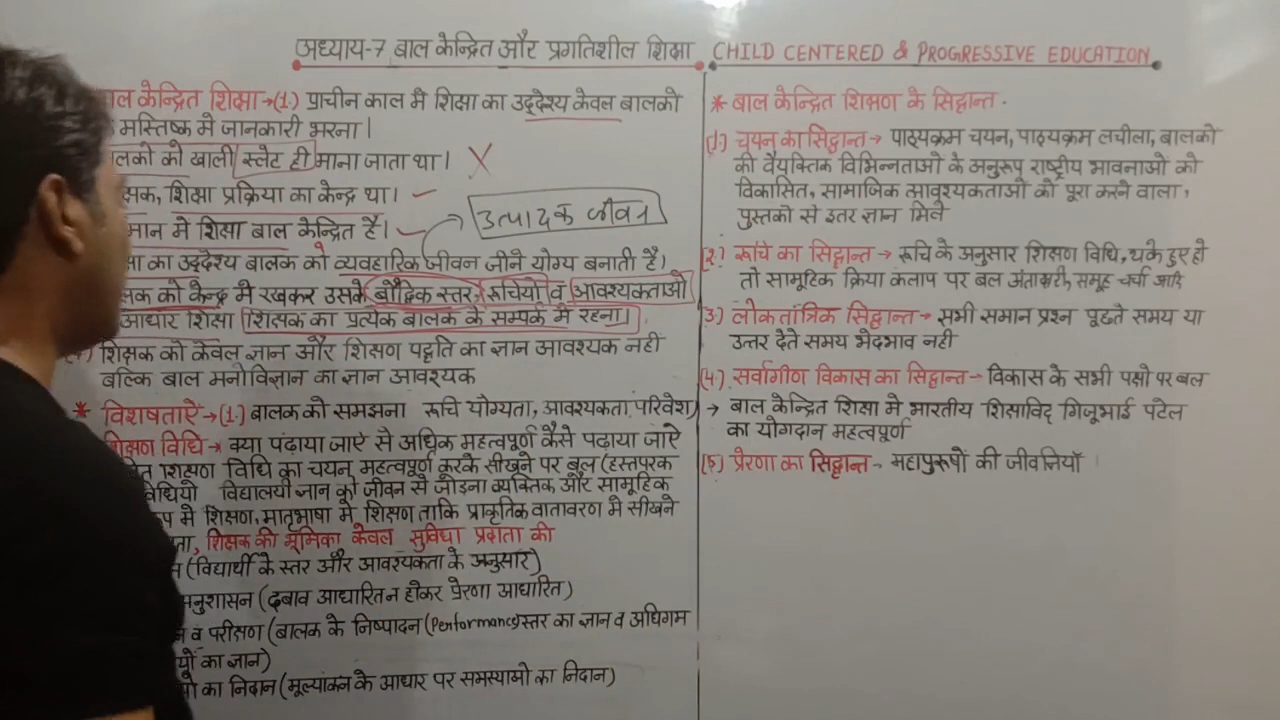 अध्याय-7 बाल केन्द्रित और प्रगतिशील शिक्षा CHILD CENTERED & PROGRESSIVE EDUCATION
बाल केन्द्रित शिक्षा→(1.) प्राचीन काल मे शिक्षा का उद्देश्य केवल बालको
मस्तिष्क मे जानकारी भरना।
लको को खाली स्लेट ही माना जाता था। X
क्षक, शिक्षा प्रक्रिया का केन्द्र था।
मान मे शिक्षा बाल केन्द्रित है।
उत्पादक जीवन
का उद्देश्य बालक को व्यवहारिक जीवन जीने योग्य बनाती है।
लक को केन्द्र मे रखकर उसके बौद्धिक स्तर, रूचियो व आवश्यकताओ
आधार शिक्षा शिक्षक का प्रत्येक बालक के सम्पर्क मे रहना।
शिक्षक को केवल ज्ञान और शिक्षण पद्धति का ज्ञान आवश्यक नही
बल्कि बाल मनोविज्ञान का ज्ञान आवश्यक
* विशेषताऐं→(1.) बालक को समझना रूचि योग्यता, आवश्यकता, परिवेश)
शिक्षण विधि→ क्या पढ़ाया जाऐं से अधिक महत्वपूर्ण कैसे पढ़ाया जाऐ
शिक्षण विधि का चयन महत्वपूर्ण करके सीखने पर बल (हस्तपरक
विधियो विद्यालयी ज्ञान को जीवन से जोड़ना व्यक्तिक और सामूहिक
प मे शिक्षण, मातृभाषा मे शिक्षण ताकि प्राकृतिक वातावरण मे सीखने
ता, शिक्षक की भूमिका केवल सुविधा प्रदाता की
(विद्यार्थी के स्तर और आवश्यकता के अनुसार)
अनुशासन (दबाव आधारित न होकर प्रेरणा आधारित)
व परीक्षण (बालक के निष्पादन (Performance) स्तर का ज्ञान व अधिगम
यों का ज्ञान)
ओ का निदान (मूल्यांकन के आधार पर समस्याओ का निदान)
* बाल केन्द्रित शिक्षण के सिद्वान्त.
(1.) चयन का सिद्वान्त→ पाठ्यक्रम चयन, पाठ्यक्रम लचीला, बालको
की वैयक्तिक विभिन्नताओ के अनुरूप राष्ट्रीय भावनाओ को
विकासित, सामाजिक आवश्यकताओ को पूरा करने वाला,
पुस्तको से इतर ज्ञान मिले
(2.) रूचि का सिद्वान्त→ रूचि के अनुसार शिक्षण विधि, थके हुए हो
तो सामूहिक क्रिया कलाप पर बल अंताक्षरी, समूह चर्चा आदि
3.) लोकतांत्रिक सिद्वान्त→ सभी समान प्रश्न पूछते समय या
उत्तर देते समय भेदभाव नही
(4.) सर्वांगीण विकास का सिद्वान्त→ विकास के सभी पक्षो पर बल
→ बाल केन्द्रित शिक्षा मे भारतीय शिक्षाविद् गिजूभाई पटेल
का योगदान महत्वपूर्ण
(5.) प्रेरणा का सिद्वान्त→ महापुरूषो की जीवनियाँ